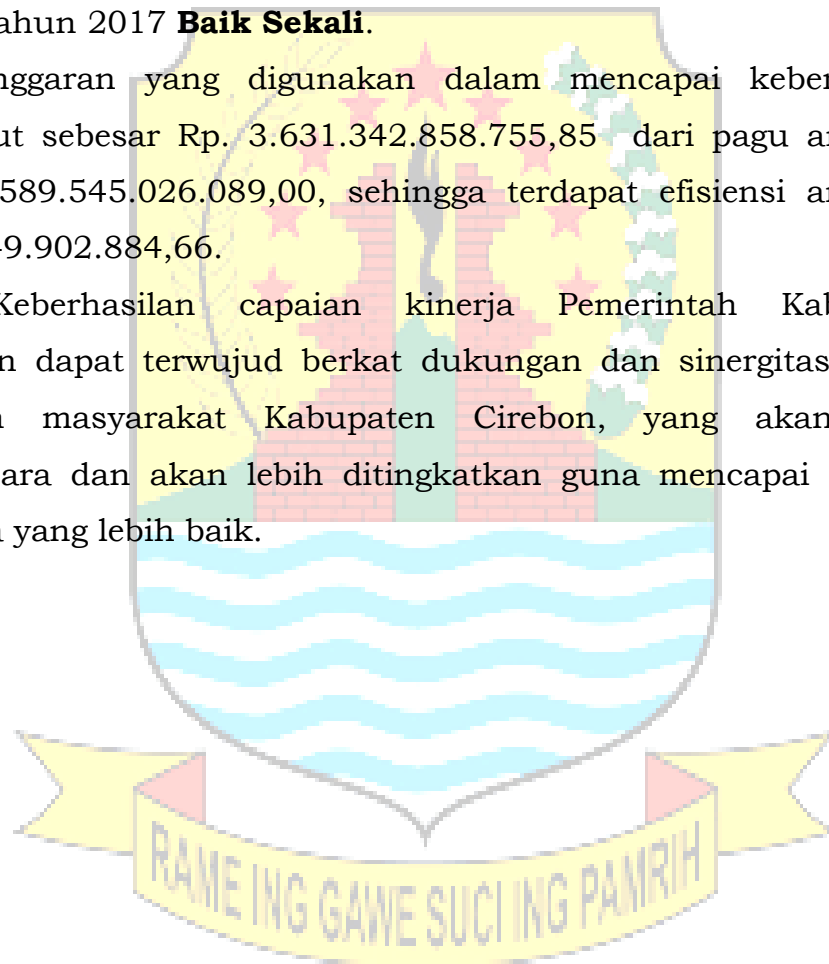 ahun 2017 Baik Sekali.
nggaran yang digunakan dalam mencapai keber
ut sebesar Rp. 3.631.342.858.755,85 dari pagu a
589.545.026.089,00, sehingga terdapat efisiensi a
9.902.884,66.
Keberhasilan capaian kinerja Pemerintah Kab
n dapat terwujud berkat dukungan dan sinergitas
masyarakat Kabupaten Cirebon, yang akan
ara dan akan lebih ditingkatkan guna mencapai
yang lebih baik.
RAME ING GAWE SUCI ING PAMRIH